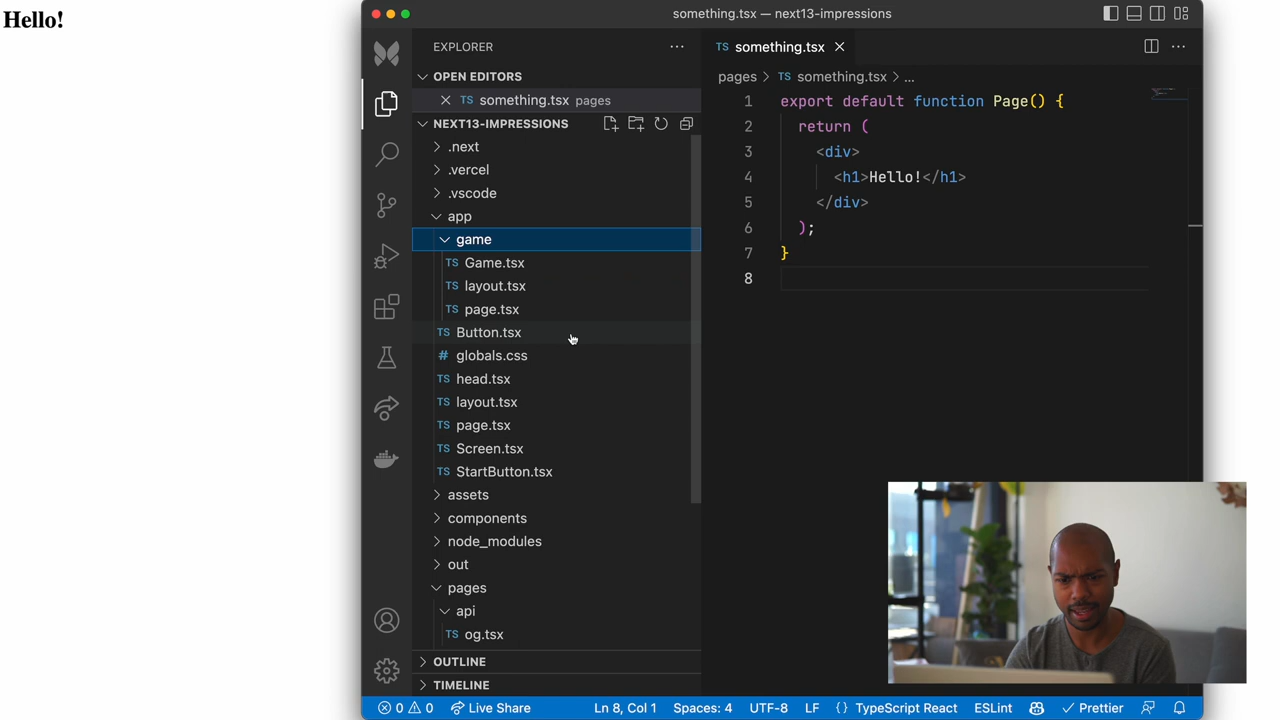 Hello!
something.tsx — next13-impressions
EXPLORER
OPEN EDITORS
TS something.tsx pages
NEXT13-IMPRESSIONS
.next
.vercel
.vscode
app
game
TS Game.tsx
TS layout.tsx
TS page.tsx
TS Button.tsx
# globals.css
TS head.tsx
TS layout.tsx
TS page.tsx
TS Screen.tsx
TS StartButton.tsx
assets
components
node_modules
out
pages
api
TS og.tsx
OUTLINE
TIMELINE
TS something.tsx
pages > TS something.tsx > ...
1 export default function Page() {
2 return (
3 <div>
4 <h1>Hello!</h1>
5 </div>
6 );
7 }
8
0 0 Live Share Ln 8, Col 1 Spaces: 4 UTF-8 LF {} TypeScript React ESLint Prettier